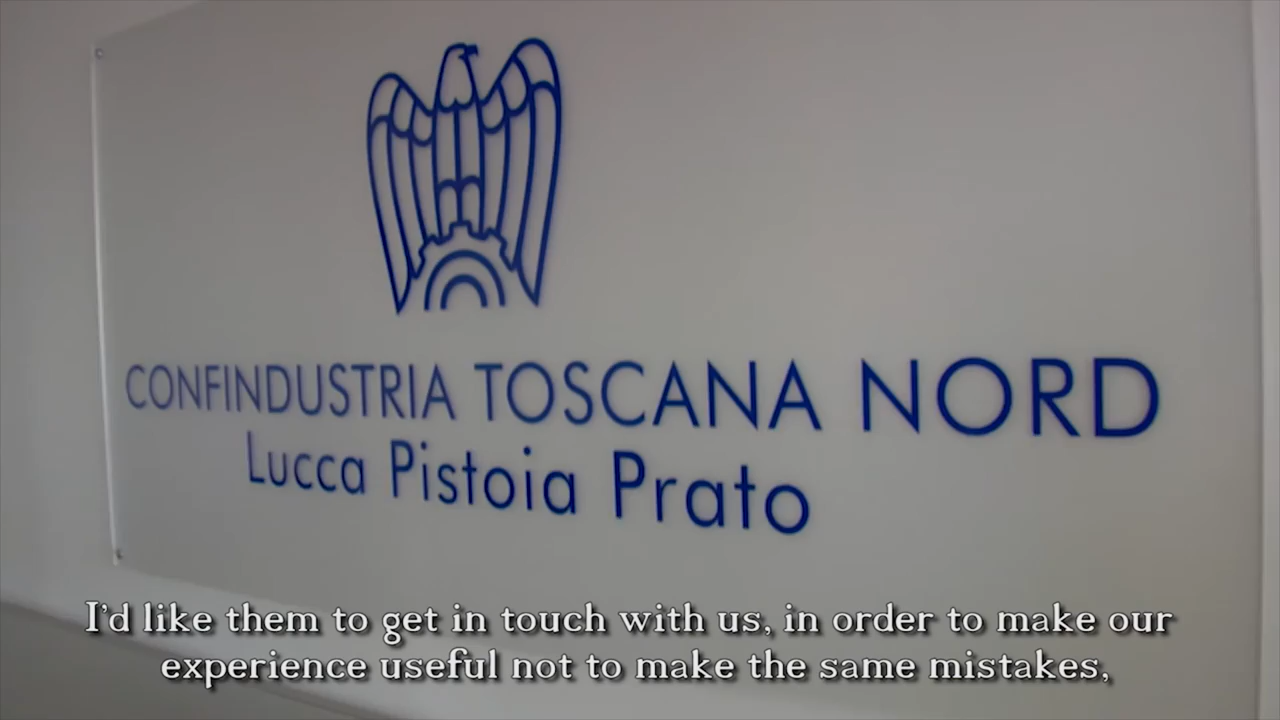 CONFINDUSTRIA TOSCANA NORD
Lucca Pistoia Prato
I'd like them to get in touch with us, in order to make our
experience useful not to make the same mistakes,